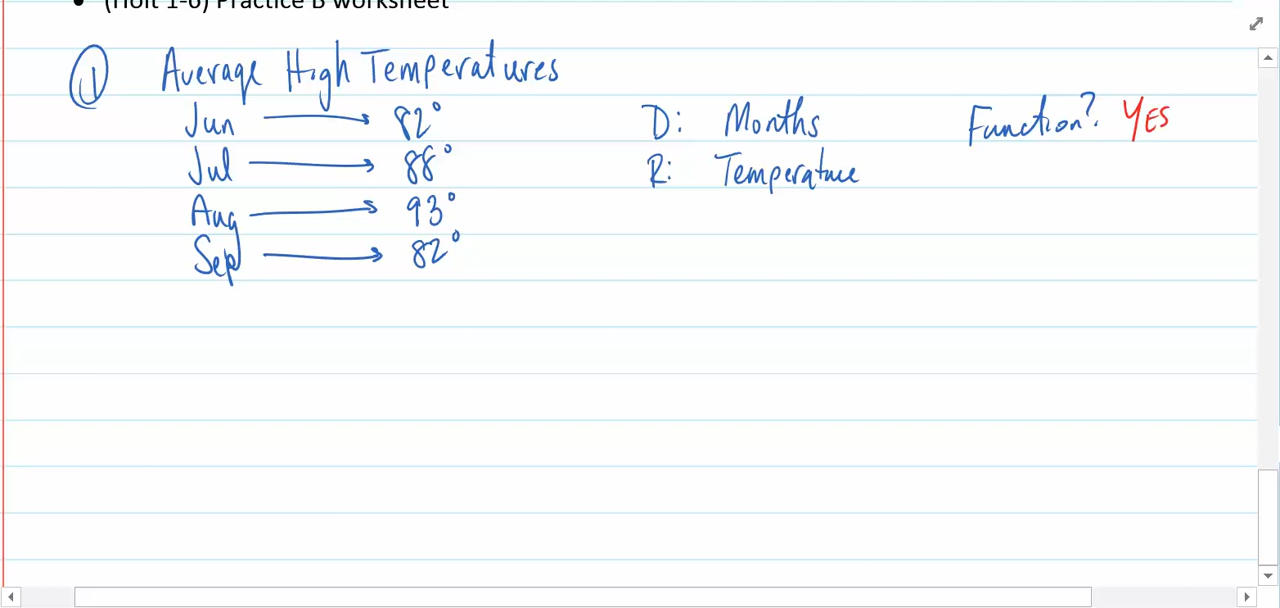 • (Holt 1-6) Practice B worksheet
① Average High Temperatures
Jun → 82°
Jul → 88°
Aug → 93°
Sep → 82°
D: Months
R: Temperature
Function? YES